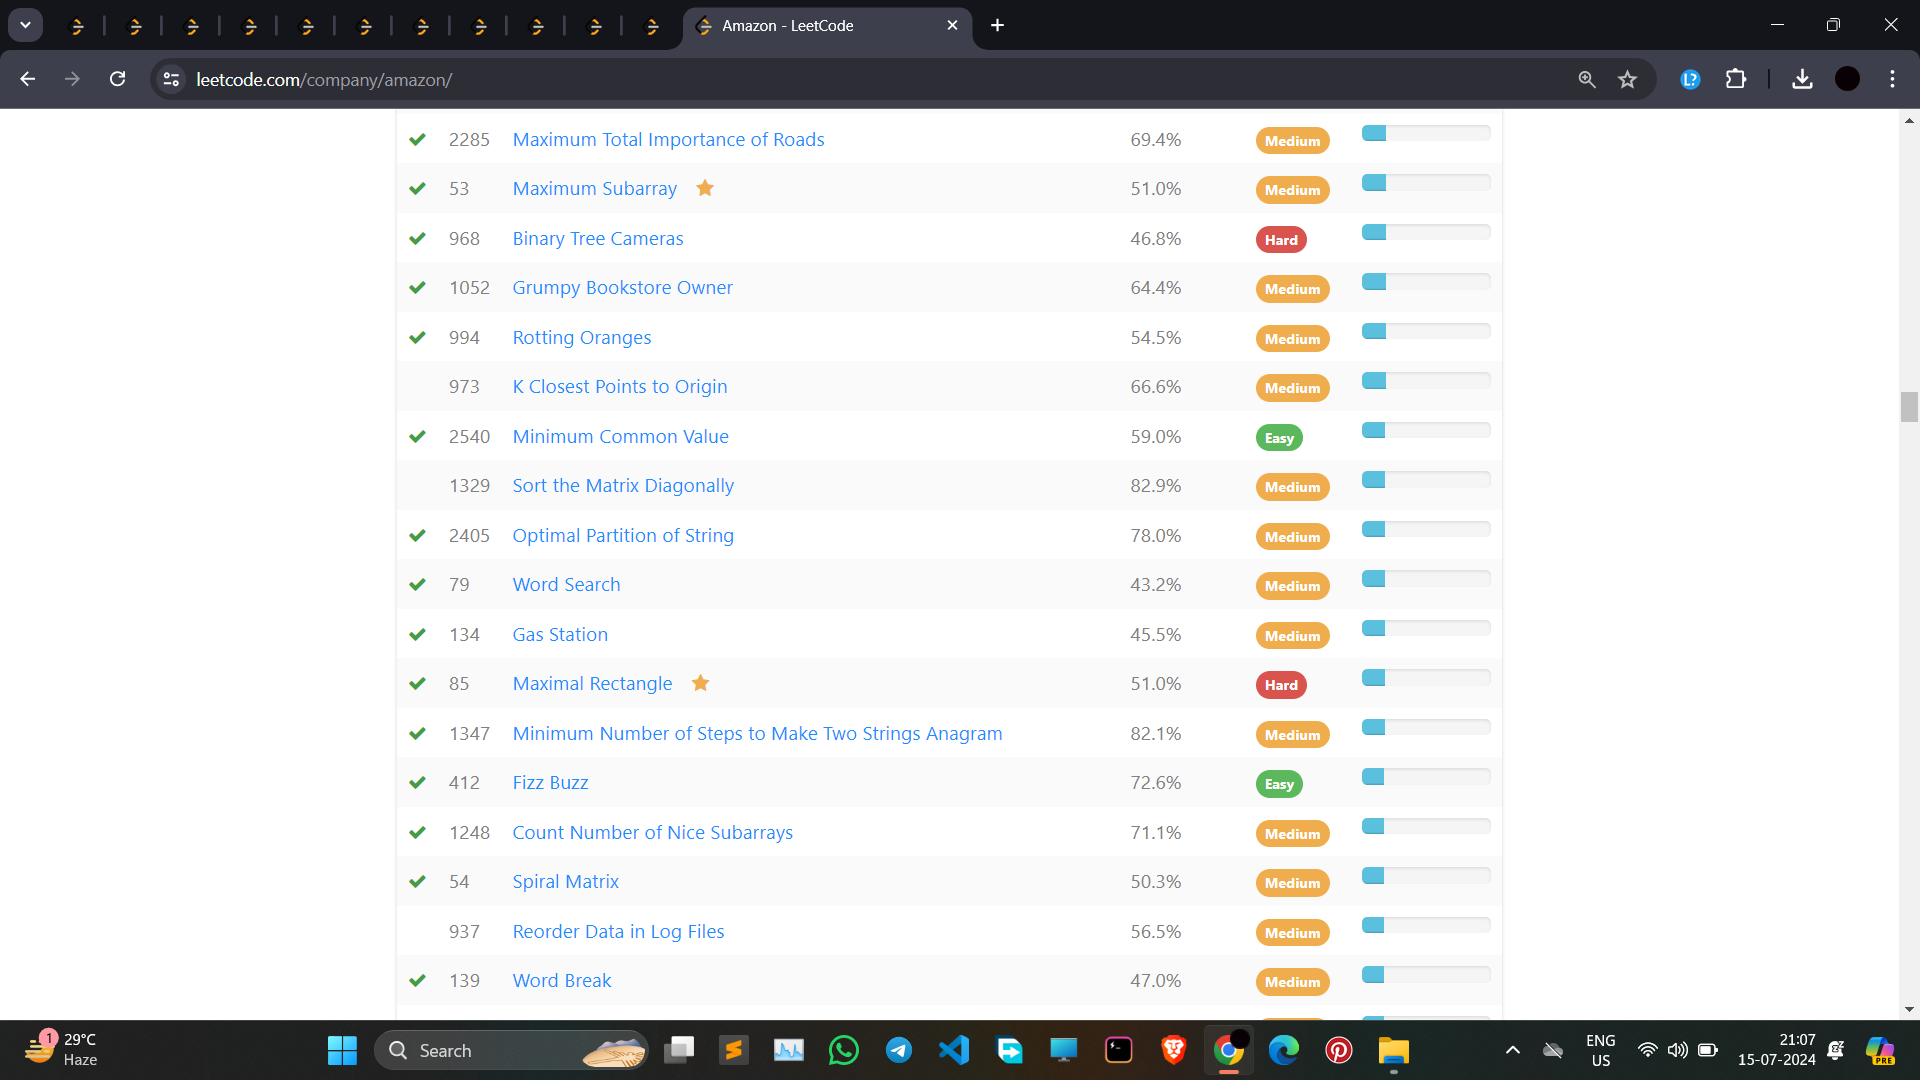 Amazon - LeetCode
leetcode.com/company/amazon/
2285 Maximum Total Importance of Roads 69.4% Medium
53 Maximum Subarray 51.0% Medium
968 Binary Tree Cameras 46.8% Hard
1052 Grumpy Bookstore Owner 64.4% Medium
994 Rotting Oranges 54.5% Medium
973 K Closest Points to Origin 66.6% Medium
2540 Minimum Common Value 59.0% Easy
1329 Sort the Matrix Diagonally 82.9% Medium
2405 Optimal Partition of String 78.0% Medium
79 Word Search 43.2% Medium
134 Gas Station 45.5% Medium
85 Maximal Rectangle 51.0% Hard
1347 Minimum Number of Steps to Make Two Strings Anagram 82.1% Medium
412 Fizz Buzz 72.6% Easy
1248 Count Number of Nice Subarrays 71.1% Medium
54 Spiral Matrix 50.3% Medium
937 Reorder Data in Log Files 56.5% Medium
139 Word Break 47.0% Medium
1 29°C
Haze
Search
ENG
US
21:07
15-07-2024
PRE